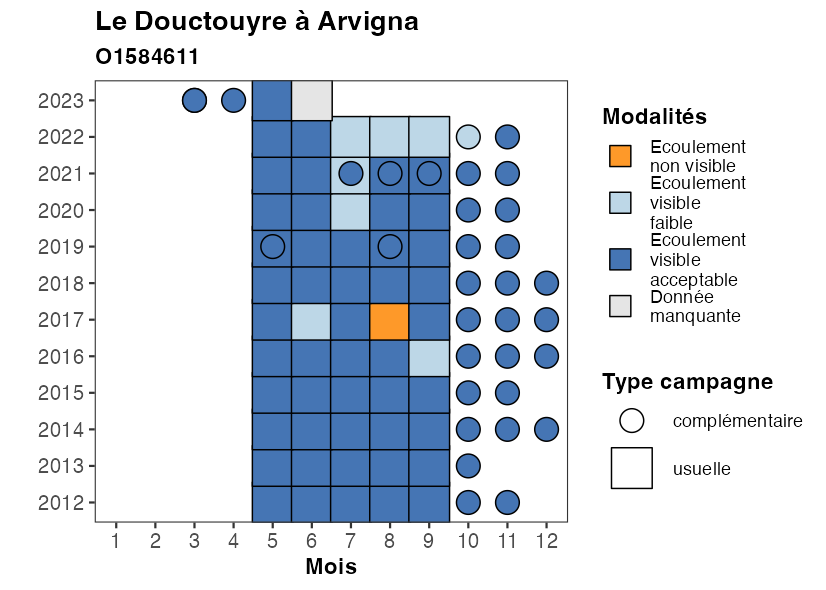 Le Douctouyre à Arvigna
O1584611
2023
2022
2021
2020
2019
2018
2017
2016
2015
2014
2013
2012
1 2 3 4 5 6 7 8 9 10 11 12
Mois
Modalités
Ecoulement
non visible
Ecoulement
visible
faible
Ecoulement
visible
acceptable
Donnée
manquante
Type campagne
complémentaire
usuelle